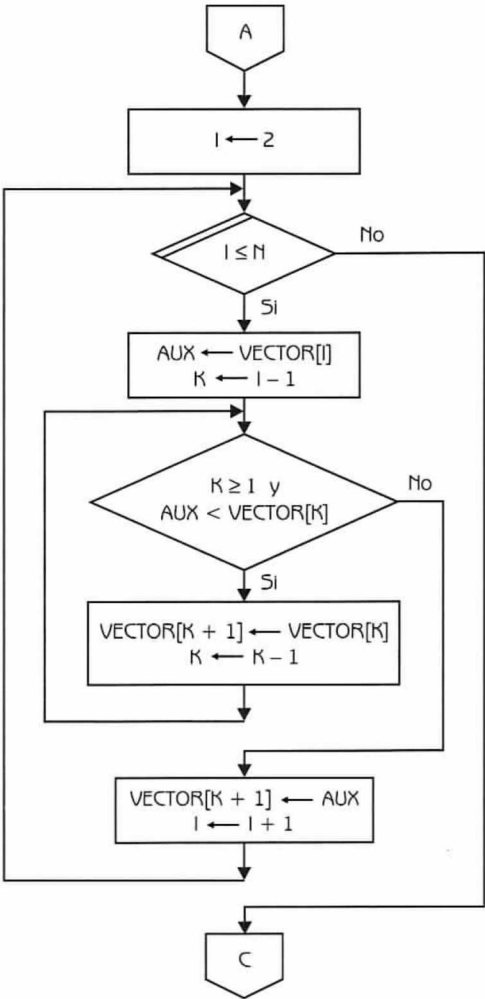 A
I ← 2
I ≤ N
No
Si
AUX ← VECTOR[I]
K ← I – 1
K ≥ 1 y
AUX < VECTOR[K]
No
Si
VECTOR[K + 1] ← VECTOR[K]
K ← K – 1
VECTOR[K + 1] ← AUX
I ← I + 1
C